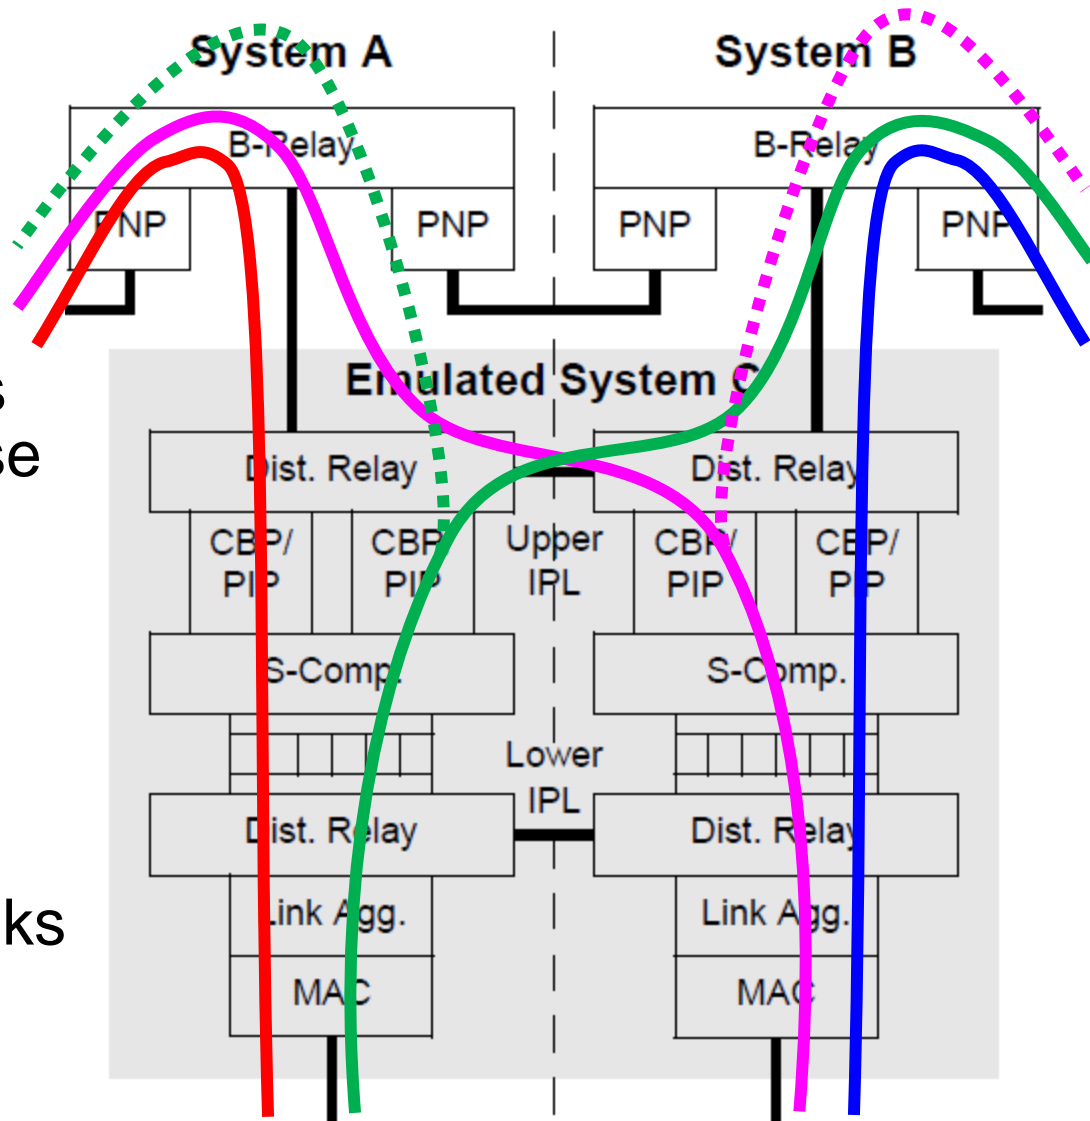 System A
System B
B-Relay
B-Relay
PNP
PNP
PNP
PNP
s
Emulated System C
se
Dist. Relay
Dist. Relay
CBP/
PIP
CBP/
PIP
Upper
IPL
CBP/
PIP
CBP/
PIP
S-Comp.
S-Comp.
Lower
IPL
Dist. Relay
Dist. Relay
Link Agg.
Link Agg.
ks
MAC
MAC